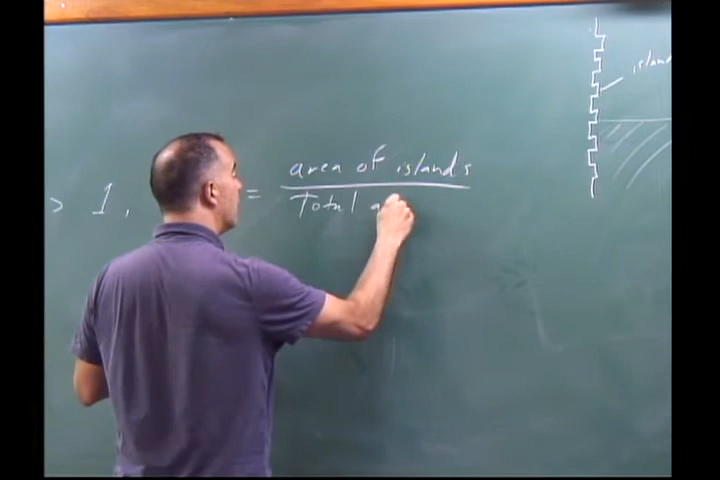 island
> 1, = area of islands
Total a